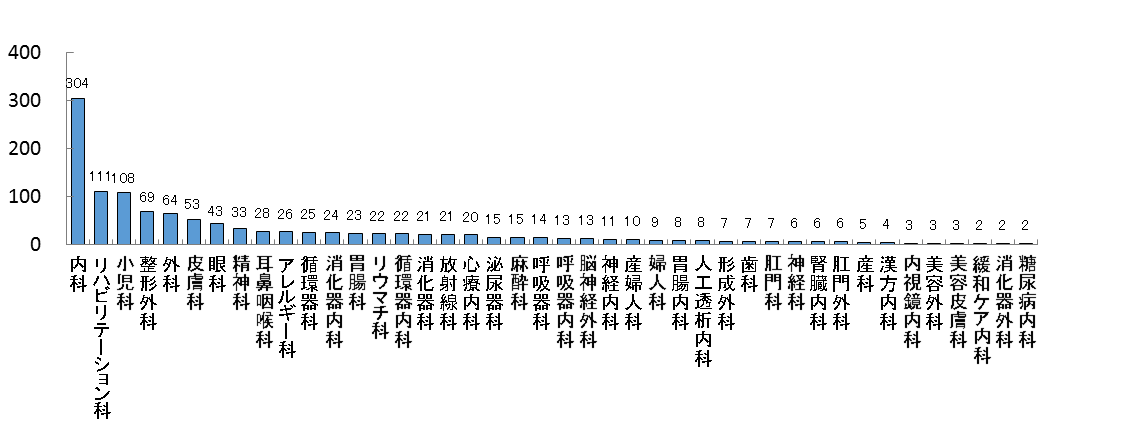 400
300
200
100
0
304
111
108
69
64
53
43
33
28
26
25
24
23
22
22
21
21
20
15
15
14
13
13
11
10
9
8
8
7
7
7
6
6
6
5
4
3
3
3
2
2
2
内科
リハビリテーション科
小児科
整形外科
外科
皮膚科
眼科
精神科
耳鼻咽喉科
アレルギー科
循環器科
消化器内科
胃腸科
リウマチ科
循環器内科
消化器科
放射線科
心療内科
泌尿器科
麻酔科
呼吸器科
呼吸器内科
脳神経外科
神経内科
産婦人科
婦人科
胃腸内科
人工透析内科
形成外科
歯科
肛門科
神経科
腎臓内科
肛門外科
産科
漢方内科
内視鏡内科
美容外科
美容皮膚科
緩和ケア内科
消化器外科
糖尿病内科